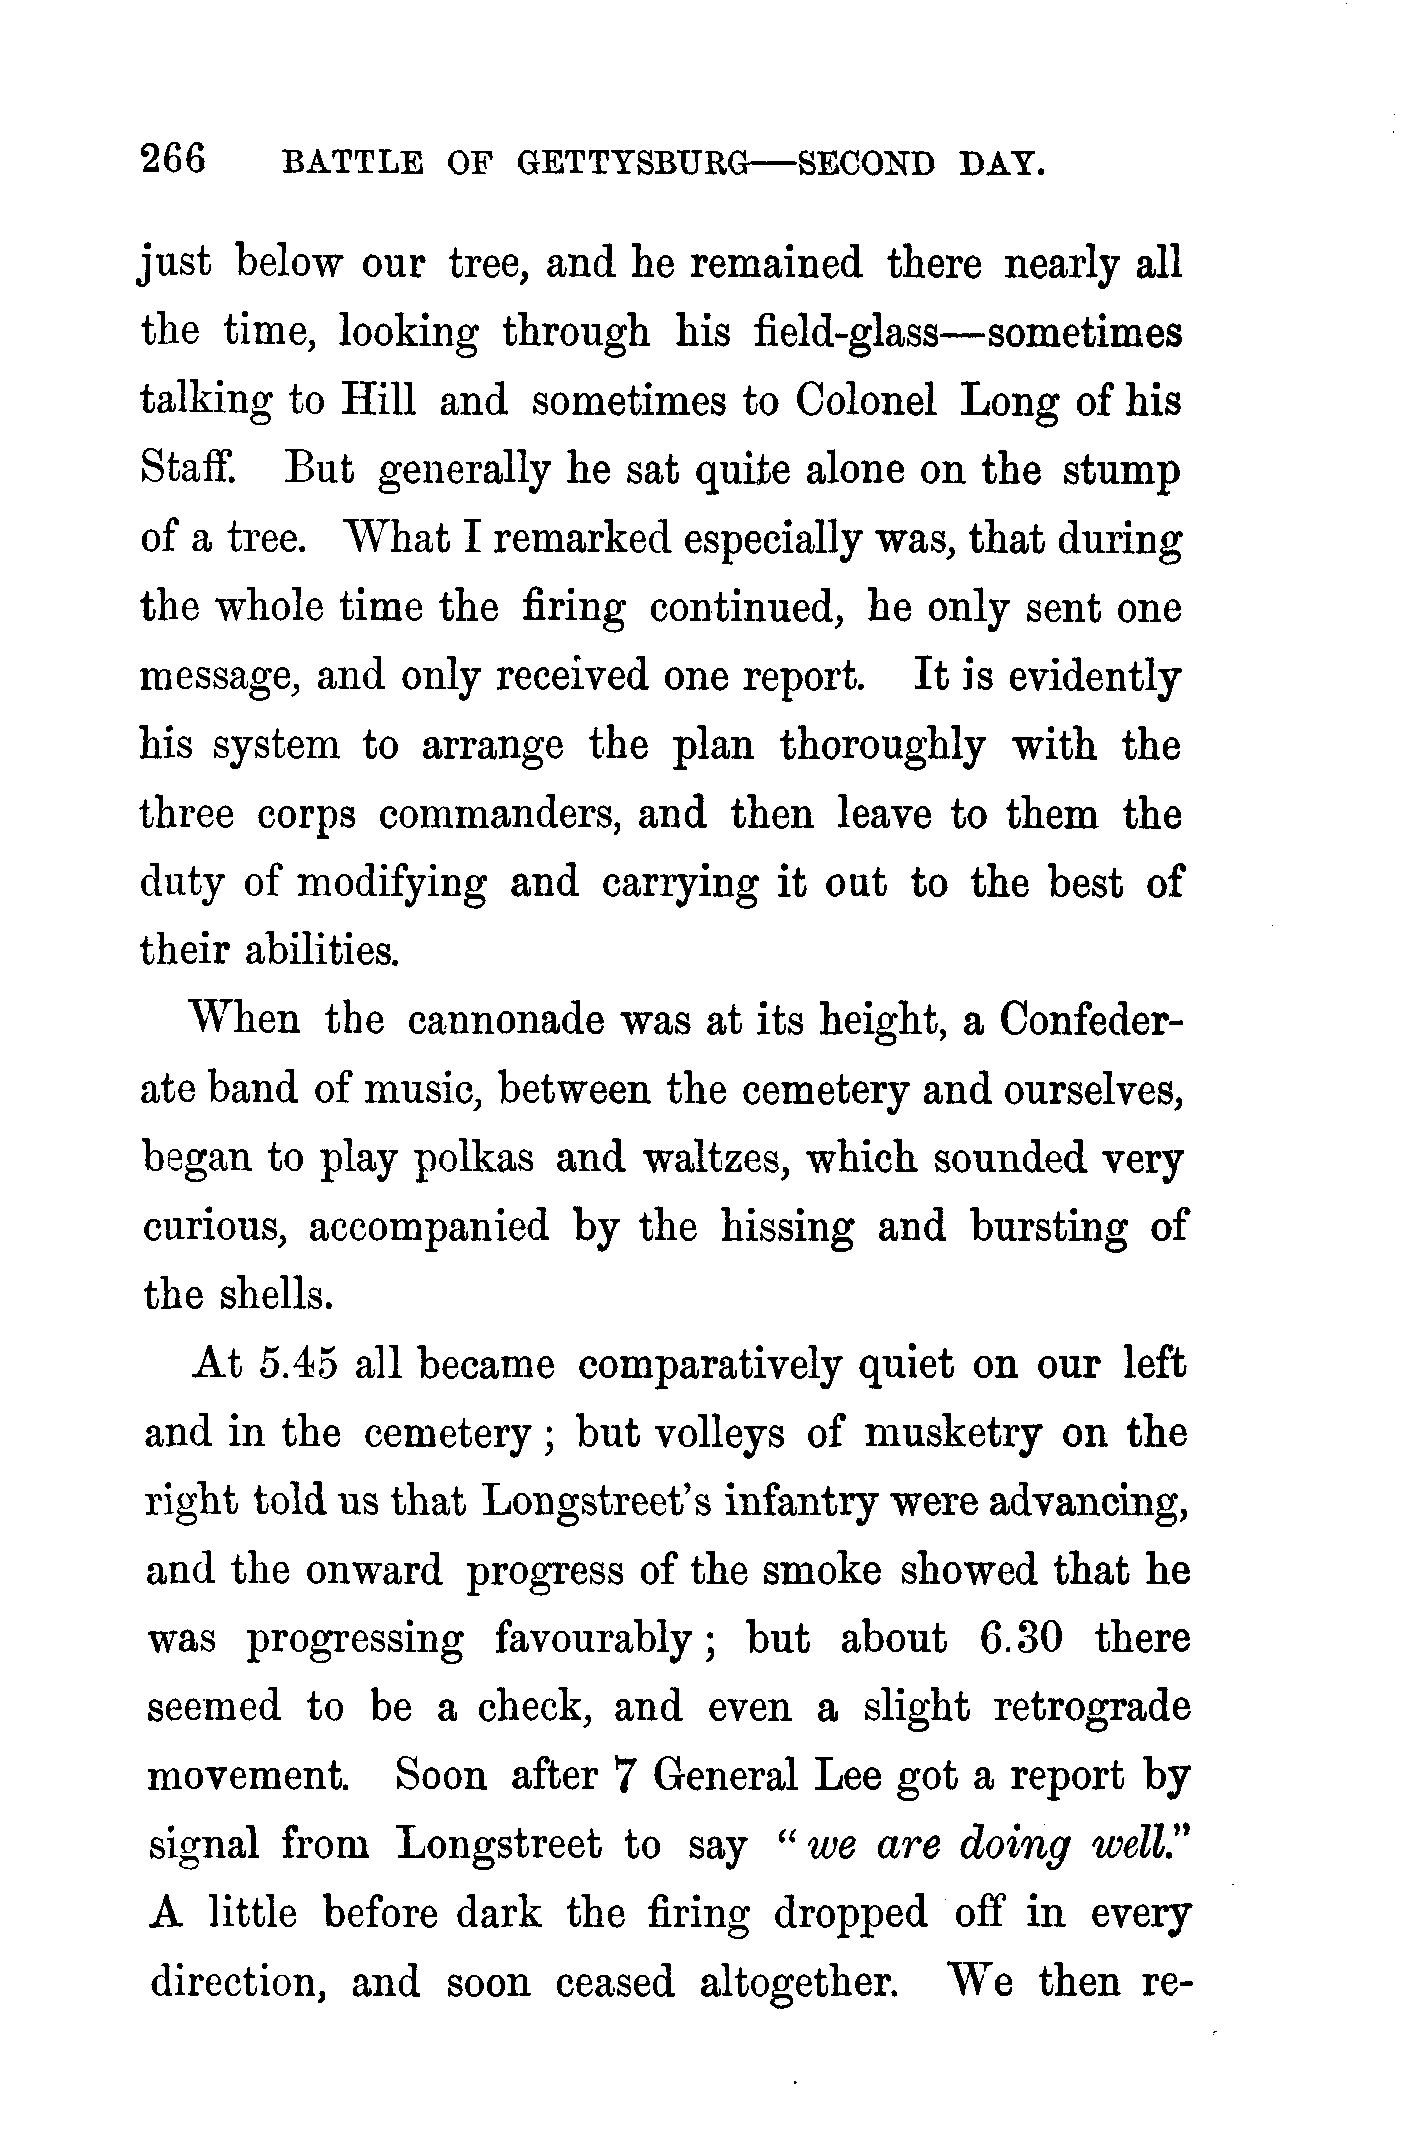 266 BATTLE OF GETTYSBURG—SECOND DAY.
just below our tree, and he remained there nearly all
the time, looking through his field-glass—sometimes
talking to Hill and sometimes to Colonel Long of his
Staff. But generally he sat quite alone on the stump
of a tree. What I remarked especially was, that during
the whole time the firing continued, he only sent one
message, and only received one report. It is evidently
his system to arrange the plan thoroughly with the
three corps commanders, and then leave to them the
duty of modifying and carrying it out to the best of
their abilities.
When the cannonade was at its height, a Confeder-
ate band of music, between the cemetery and ourselves,
began to play polkas and waltzes, which sounded very
curious, accompanied by the hissing and bursting of
the shells.
At 5.45 all became comparatively quiet on our left
and in the cemetery ; but volleys of musketry on the
right told us that Longstreet's infantry were advancing,
and the onward progress of the smoke showed that he
was progressing favourably ; but about 6.30 there
seemed to be a check, and even a slight retrograde
movement. Soon after 7 General Lee got a report by
signal from Longstreet to say "we are doing well."
A little before dark the firing dropped off in every
direction, and soon ceased altogether. We then re-